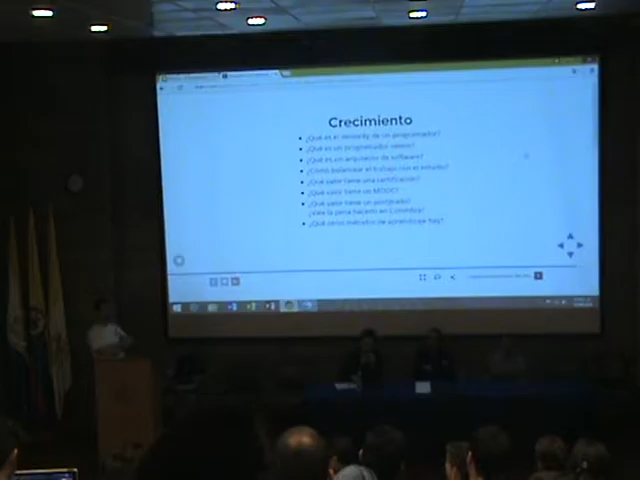 Crecimiento
¿Qué es el seniority de un programador?
¿Qué es un programador senior?
¿Qué es un arquitecto de software?
¿Cómo balancear el trabajo con el estudio?
¿Qué valor tiene una certificación?
¿Qué valor tiene un MOOC?
¿Qué valor tiene un postgrado?
¿Vale la pena hacerlo en Colombia?
¿Qué otros métodos de aprendizaje hay?